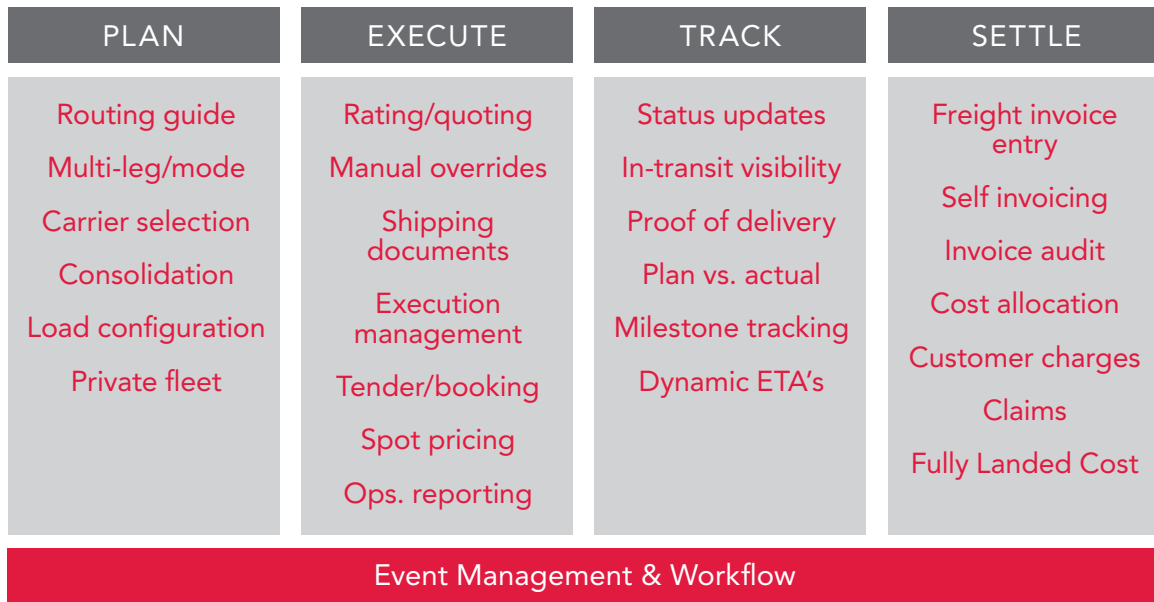 PLAN
Routing guide
Multi-leg/mode
Carrier selection
Consolidation
Load configuration
Private fleet
EXECUTE
Rating/quoting
Manual overrides
Shipping
documents
Execution
management
Tender/booking
Spot pricing
Ops. reporting
TRACK
Status updates
In-transit visibility
Proof of delivery
Plan vs. actual
Milestone tracking
Dynamic ETA’s
SETTLE
Freight invoice
entry
Self invoicing
Invoice audit
Cost allocation
Customer charges
Claims
Fully Landed Cost
Event Management & Workflow